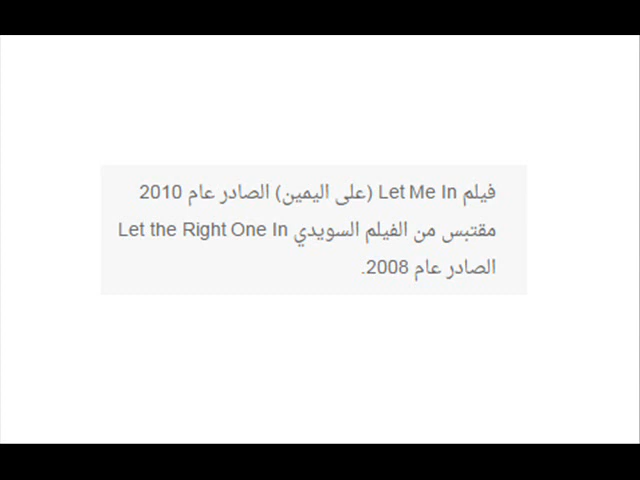 فيلم Let Me In (على اليمين) الصادر عام 2010
مقتبس من الفيلم السويدي Let the Right One In
الصادر عام 2008.